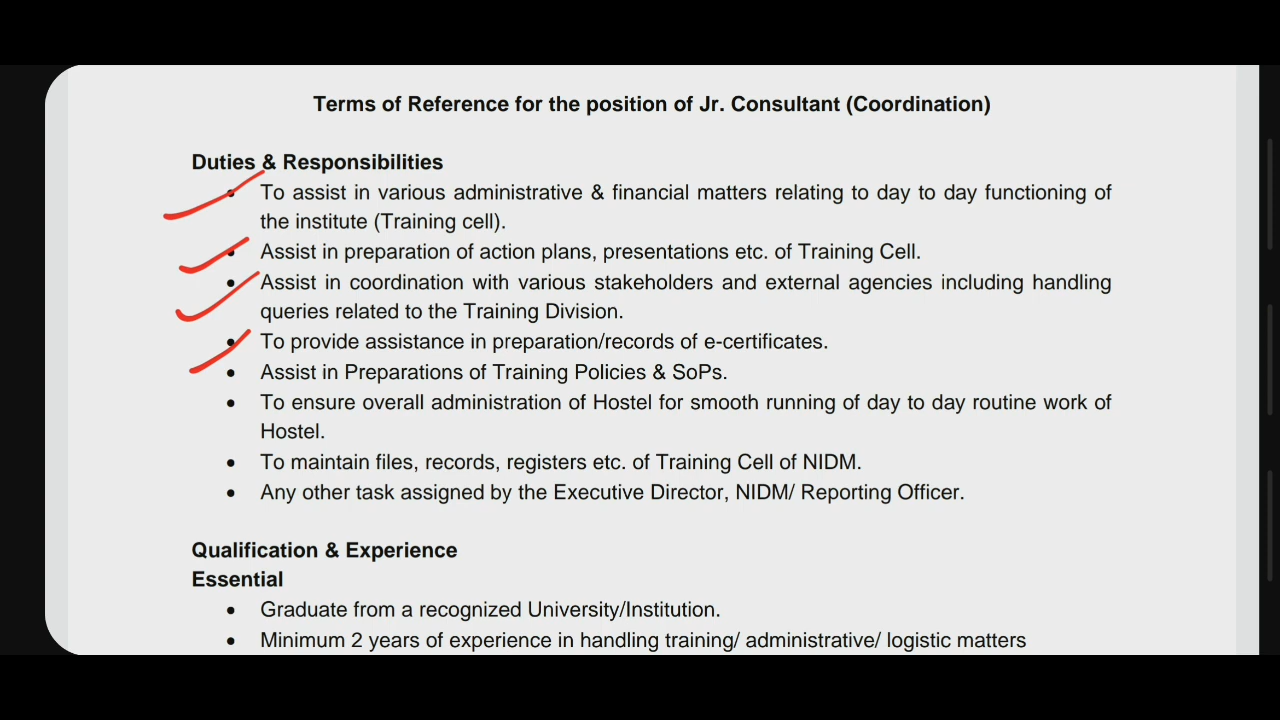 Terms of Reference for the position of Jr. Consultant (Coordination)
Duties & Responsibilities
• To assist in various administrative & financial matters relating to day to day functioning of
the institute (Training cell).
• Assist in preparation of action plans, presentations etc. of Training Cell.
• Assist in coordination with various stakeholders and external agencies including handling
queries related to the Training Division.
• To provide assistance in preparation/records of e-certificates.
• Assist in Preparations of Training Policies & SoPs.
• To ensure overall administration of Hostel for smooth running of day to day routine work of
Hostel.
• To maintain files, records, registers etc. of Training Cell of NIDM.
• Any other task assigned by the Executive Director, NIDM/ Reporting Officer.
Qualification & Experience
Essential
• Graduate from a recognized University/Institution.
• Minimum 2 years of experience in handling training/ administrative/ logistic matters